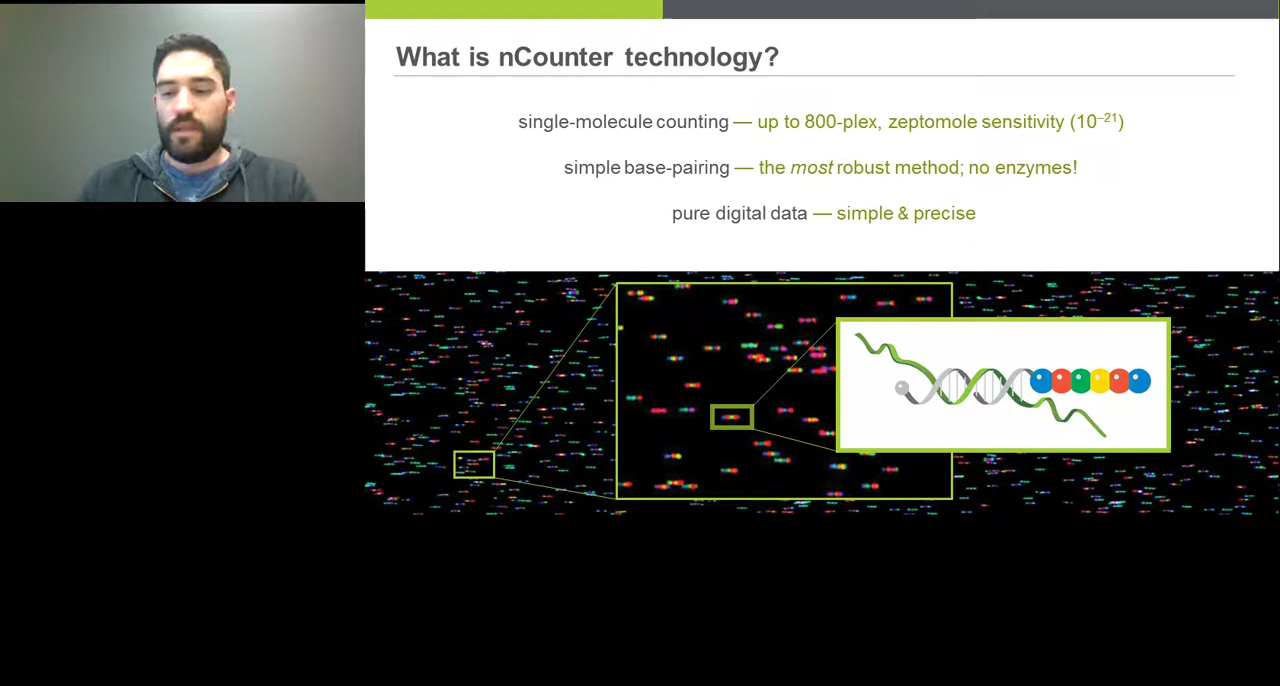 What is nCounter technology?
single-molecule counting — up to 800-plex, zeptomole sensitivity (10⁻²¹)
simple base-pairing — the most robust method; no enzymes!
pure digital data — simple & precise